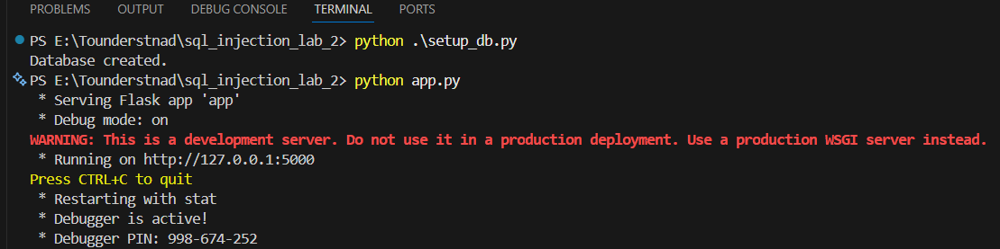 PROBLEMS OUTPUT DEBUG CONSOLE TERMINAL PORTS
PS E:\Tounderstnad\sql_injection_lab_2> python .\setup_db.py
Database created.
PS E:\Tounderstnad\sql_injection_lab_2> python app.py
* Serving Flask app 'app'
* Debug mode: on
WARNING: This is a development server. Do not use it in a production deployment. Use a production WSGI server instead.
* Running on http://127.0.0.1:5000
Press CTRL+C to quit
* Restarting with stat
* Debugger is active!
* Debugger PIN: 998-674-252